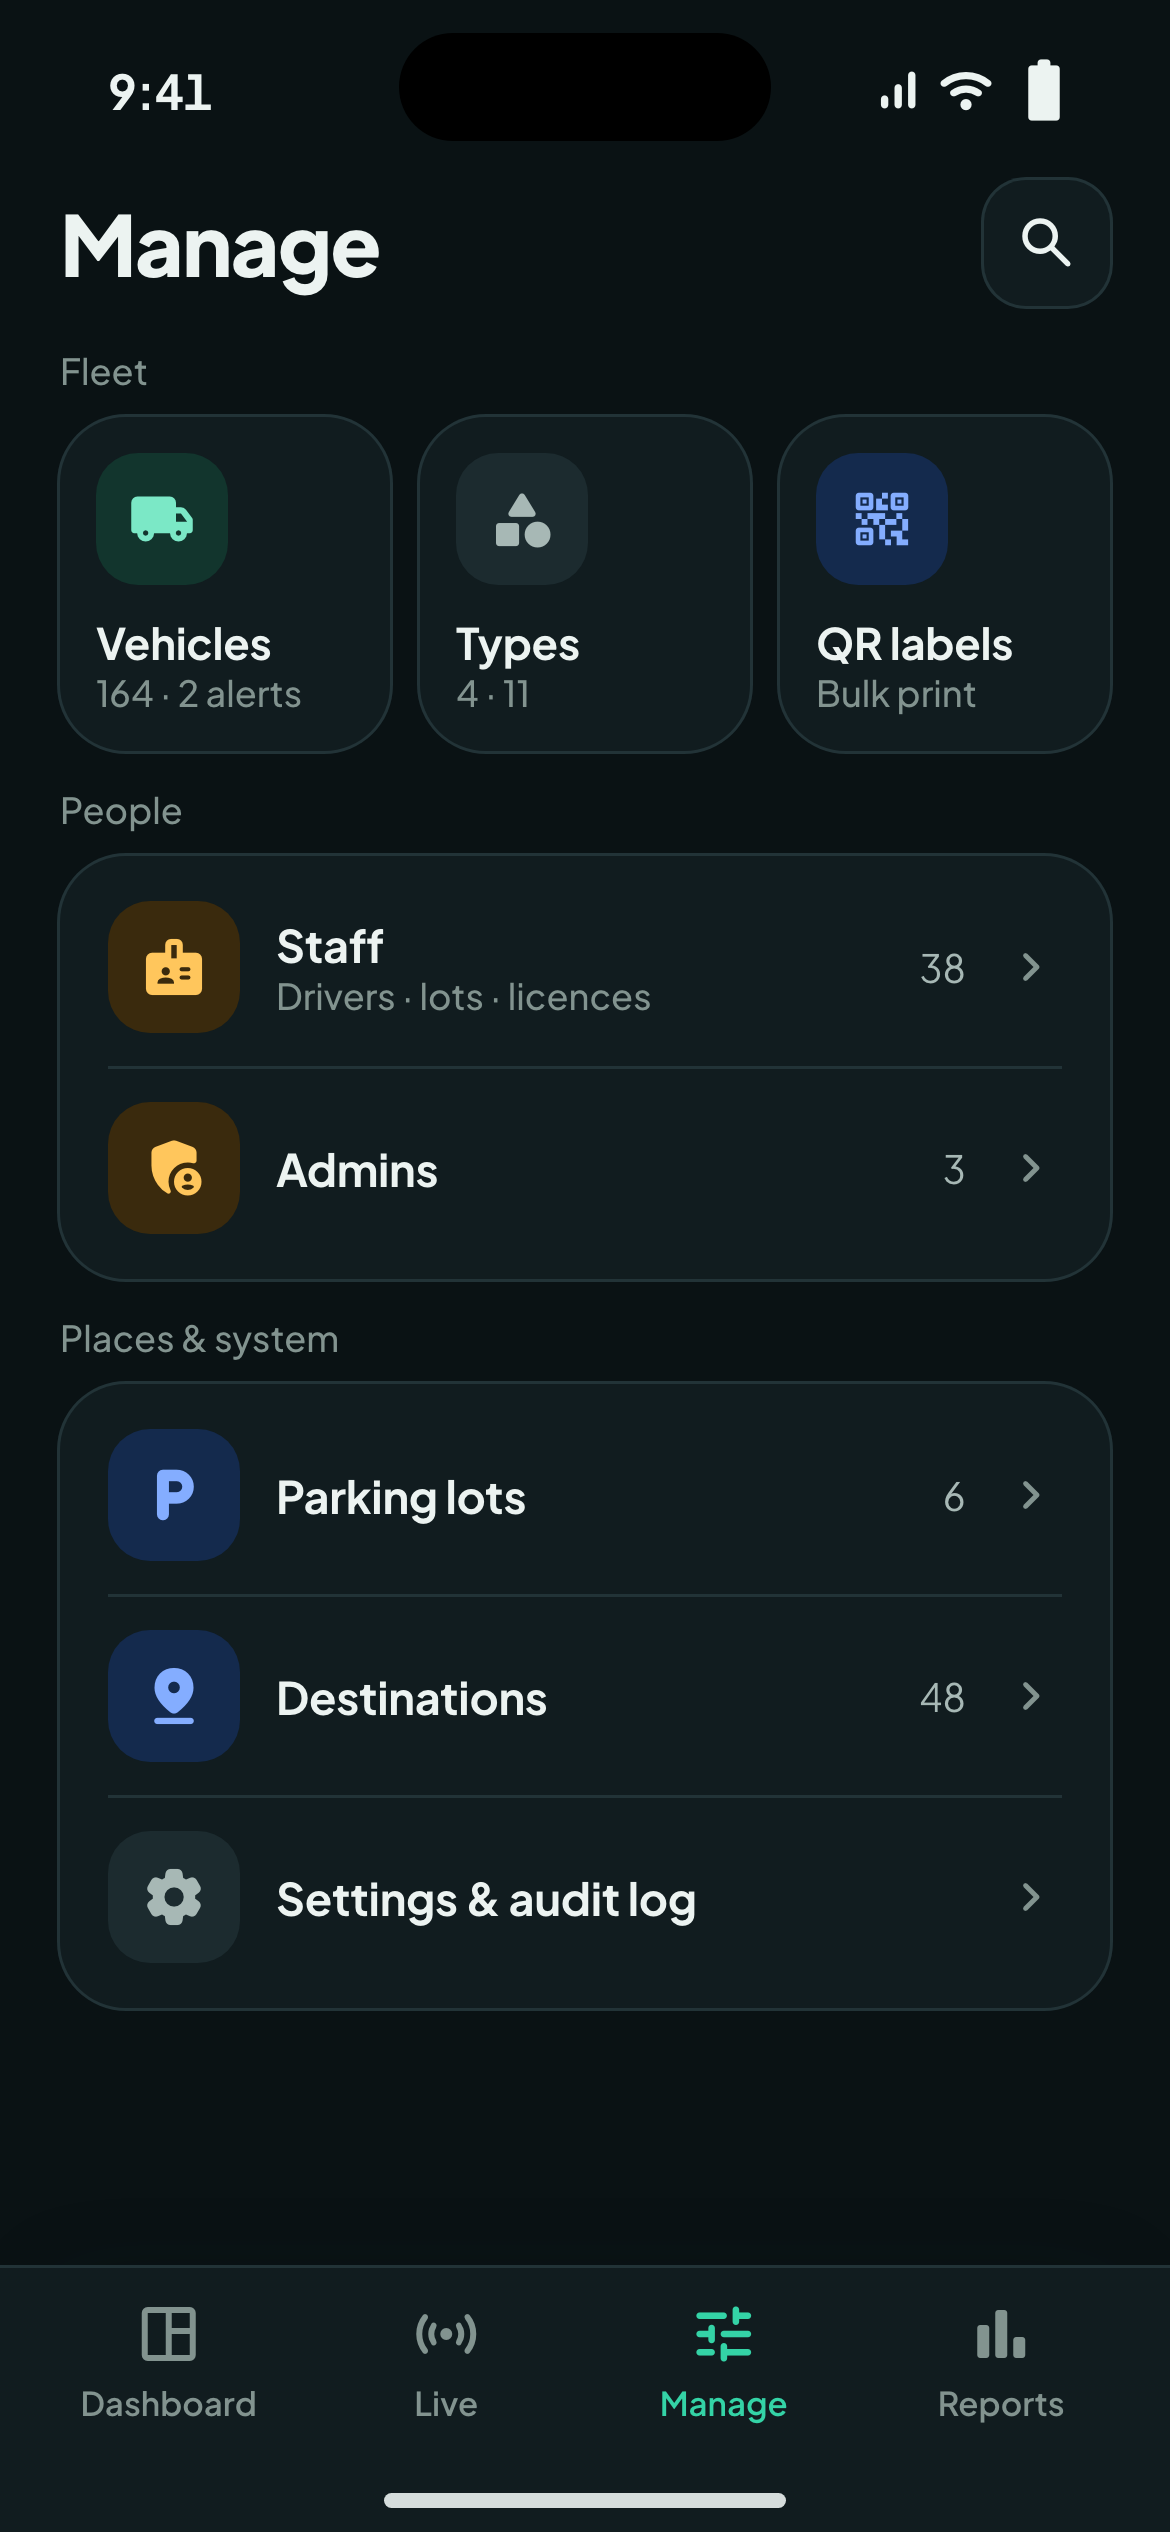 9:41
Manage
Fleet
Vehicles
164 · 2 alerts
Types
4 · 11
QR labels
Bulk print
People
Staff
Drivers · lots · licences
38
Admins
3
Places & system
P
Parking lots
6
Destinations
48
Settings & audit log
Dashboard
Live
Manage
Reports